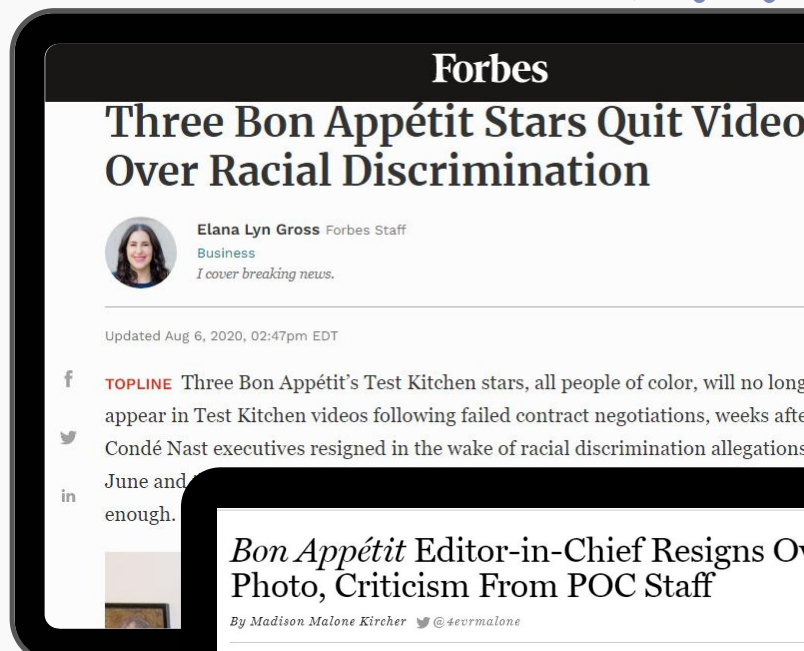 Forbes
Three Bon Appétit Stars Quit Video
Over Racial Discrimination
Elana Lyn Gross Forbes Staff
Business
I cover breaking news.
Updated Aug 6, 2020, 02:47pm EDT
TOPLINE Three Bon Appétit’s Test Kitchen stars, all people of color, will no
appear in Test Kitchen videos following failed contract negotiations, weeks
Condé Nast executives resigned in the wake of racial discrimination allegations
June and
enough.
Bon Appétit Editor-in-Chief Resigns
Photo, Criticism From POC Staff
By Madison Malone Kircher @4evrmalone